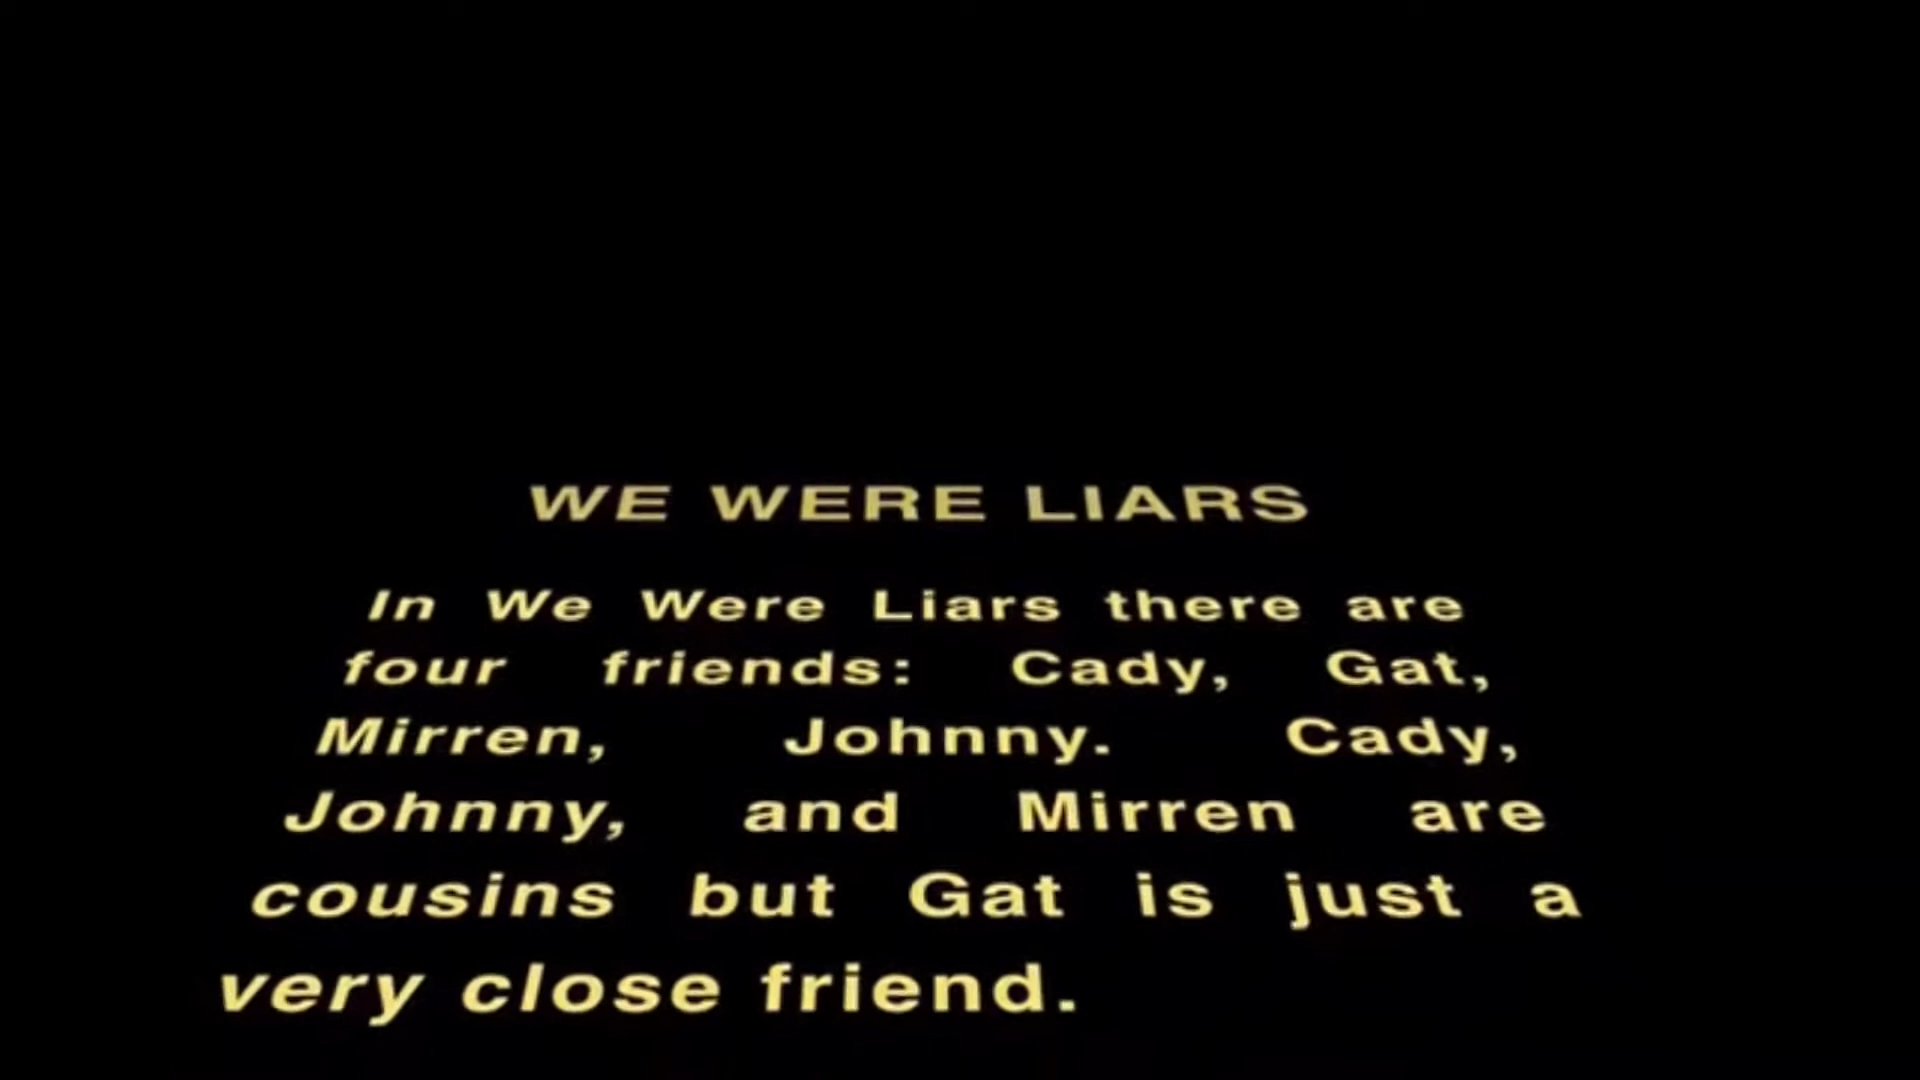 WE WERE LIARS
In We Were Liars there are
four friends: Cady, Gat,
Mirren, Johnny. Cady,
Johnny, and Mirren are
cousins but Gat is just a
very close friend.